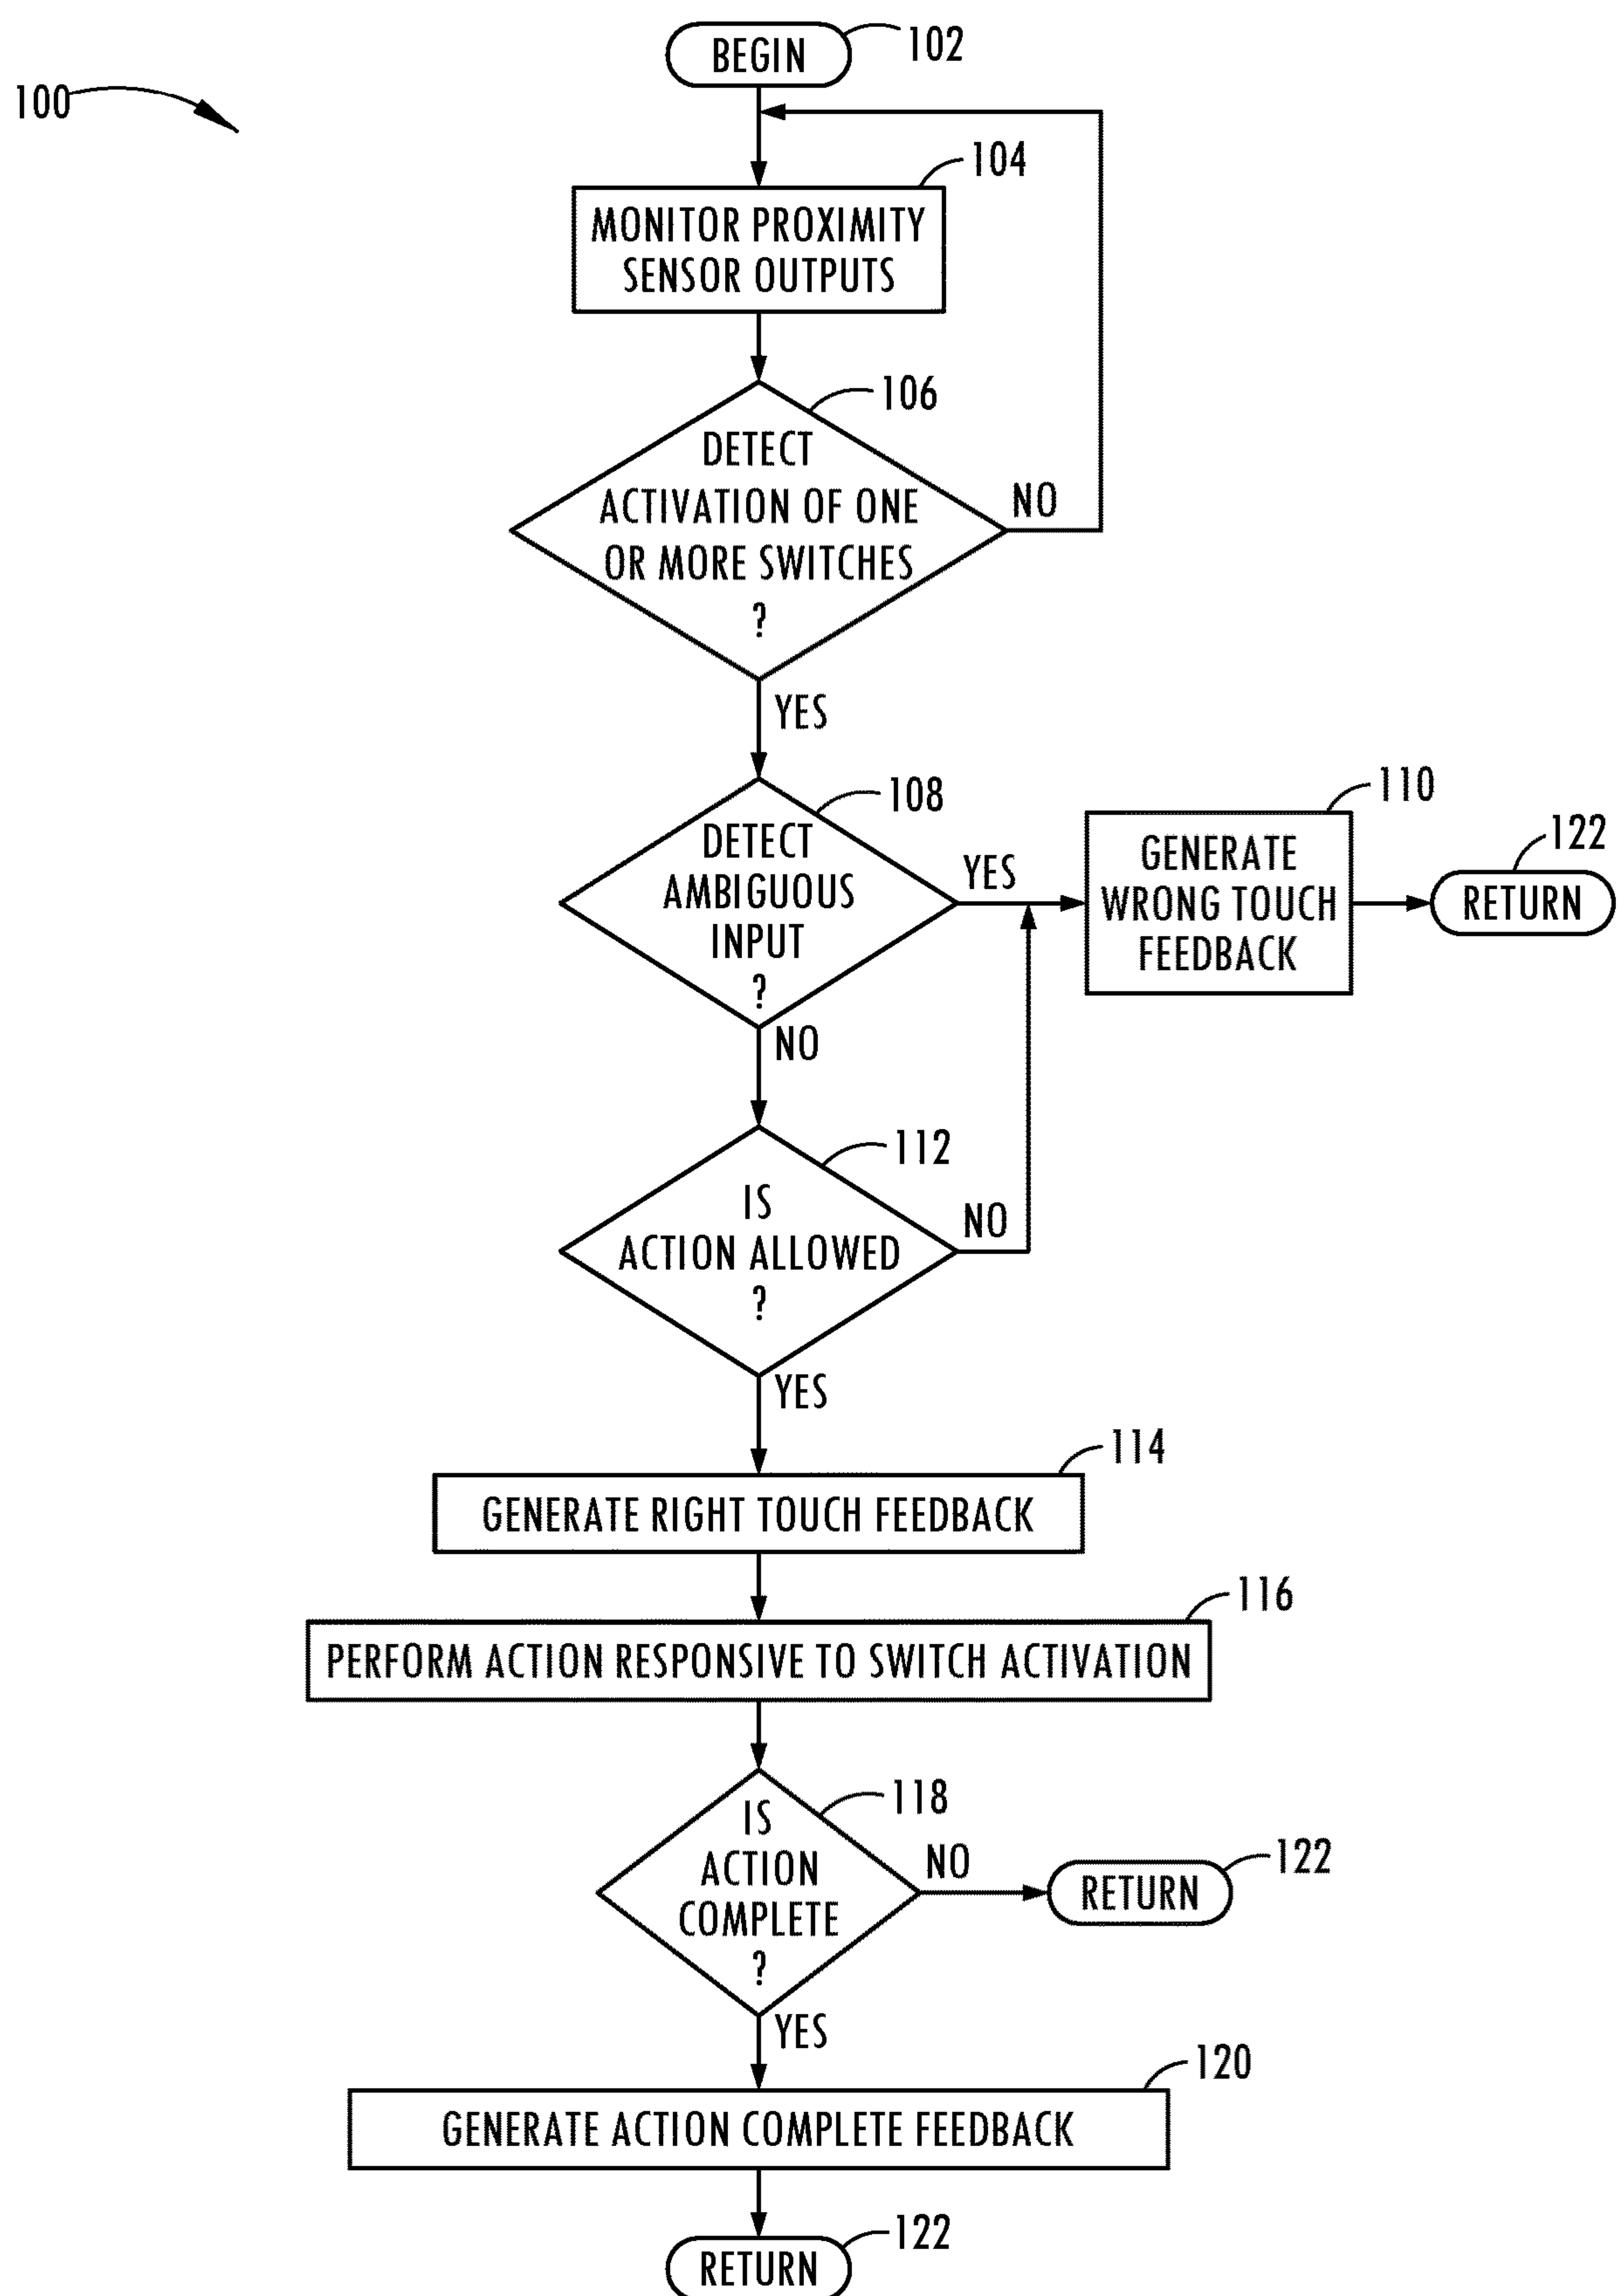 BEGIN
102
100
104
MONITOR PROXIMITY
SENSOR OUTPUTS
106
DETECT
ACTIVATION OF ONE
OR MORE SWITCHES
?
NO
YES
108
DETECT
AMBIGUOUS
INPUT
?
YES
110
GENERATE
WRONG TOUCH
FEEDBACK
122
RETURN
NO
112
IS
ACTION ALLOWED
?
NO
YES
114
GENERATE RIGHT TOUCH FEEDBACK
116
PERFORM ACTION RESPONSIVE TO SWITCH ACTIVATION
118
IS
ACTION
COMPLETE
?
NO
122
RETURN
YES
120
GENERATE ACTION COMPLETE FEEDBACK
122
RETURN